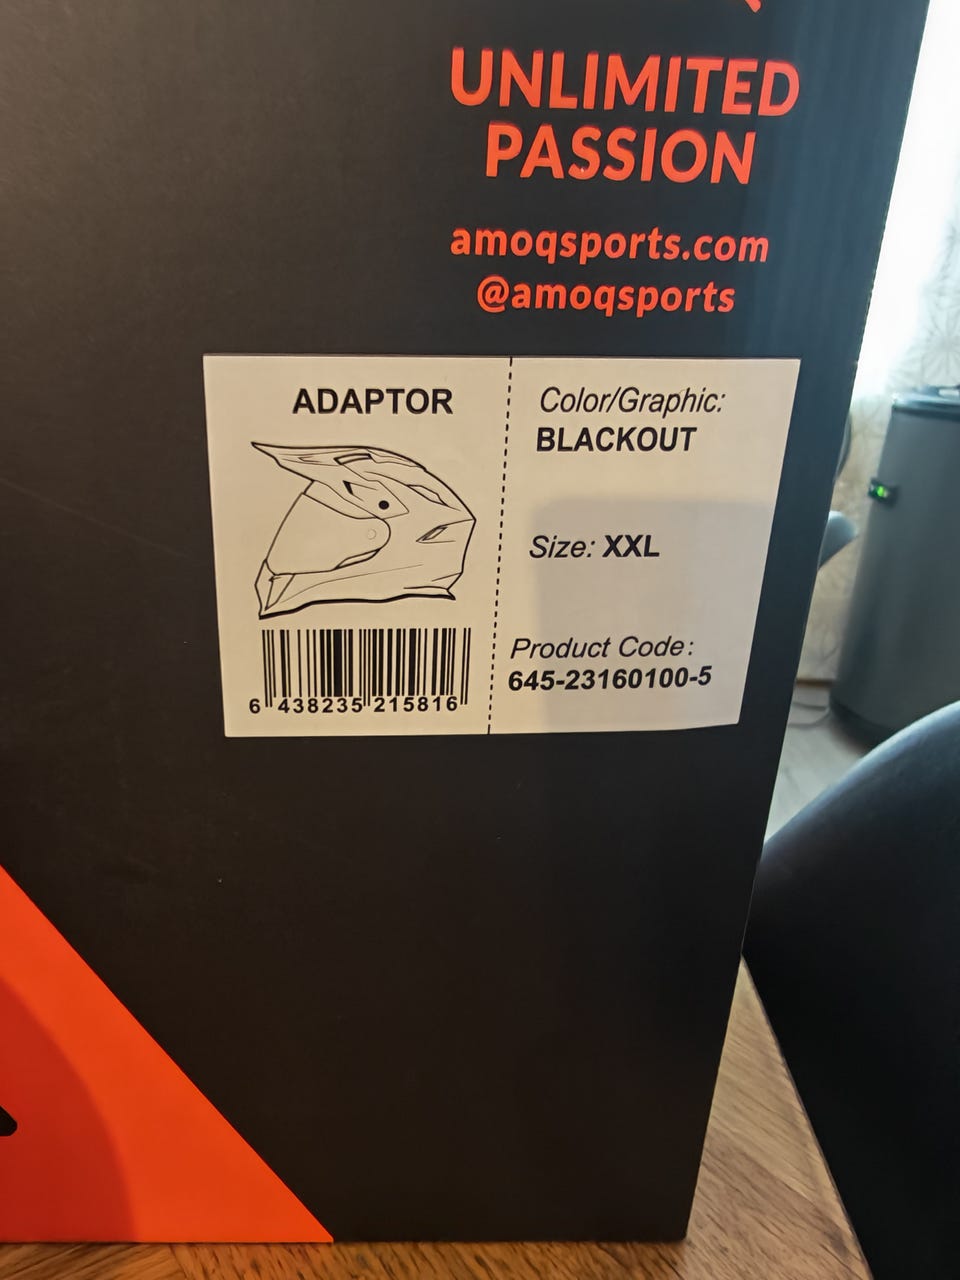 UNLIMITED
PASSION
amoqsports.com
@amoqsports
ADAPTOR
6 438235 215816
Color/Graphic:
BLACKOUT
Size: XXL
Product Code:
645-23160100-5